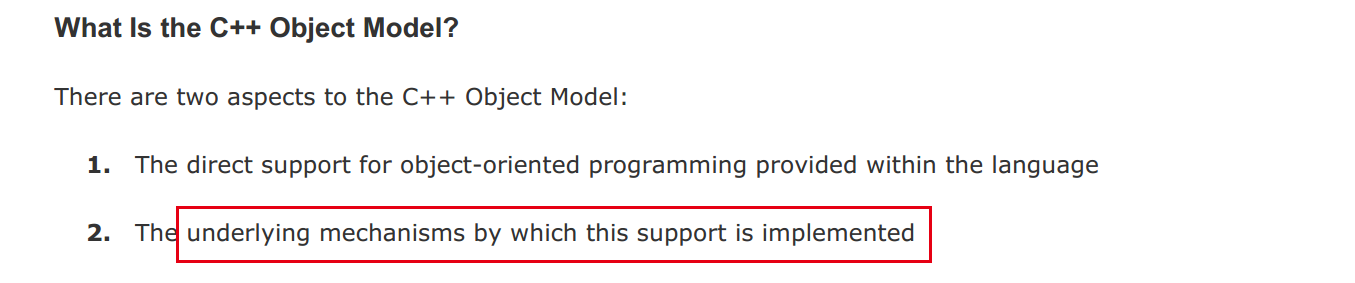 What Is the C++ Object Model?
There are two aspects to the C++ Object Model:
1. The direct support for object-oriented programming provided within the language
2. The underlying mechanisms by which this support is implemented